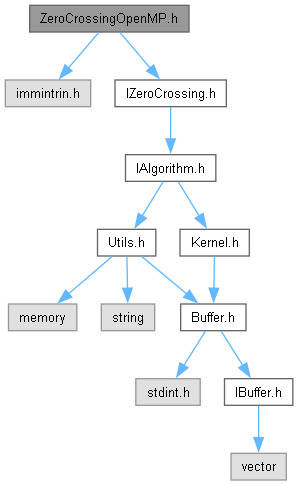 ZeroCrossingOpenMP.h
immintrin.h
IZeroCrossing.h
IAlgorithm.h
Utils.h
Kernel.h
memory
string
Buffer.h
stdint.h
IBuffer.h
vector